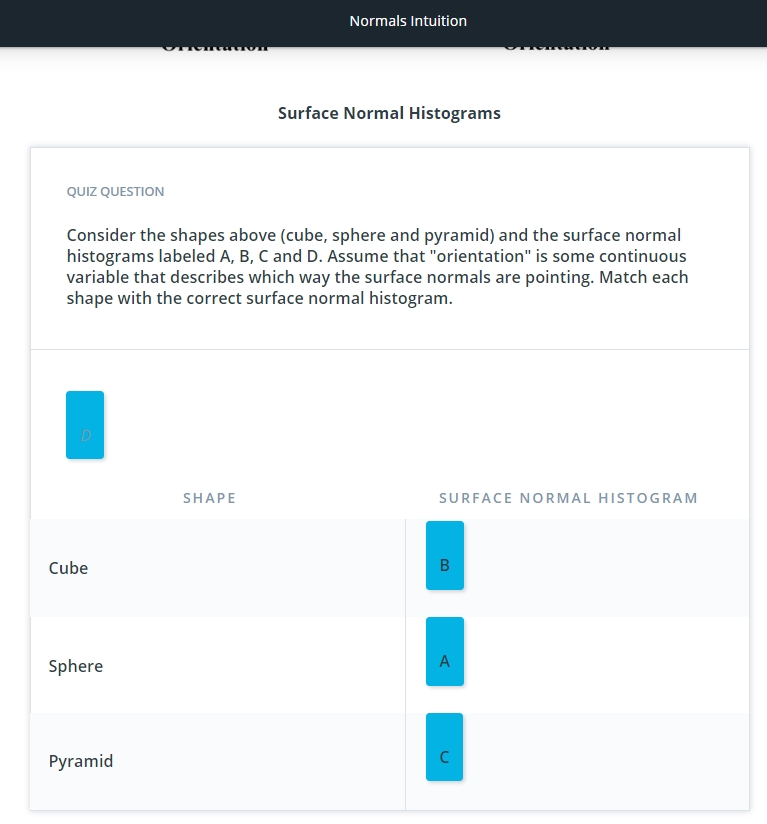 Normals Intuition
Surface Normal Histograms
QUIZ QUESTION
Consider the shapes above (cube, sphere and pyramid) and the surface normal
histograms labeled A, B, C and D. Assume that "orientation" is some continuous
variable that describes which way the surface normals are pointing. Match each
shape with the correct surface normal histogram.
D
SHAPE SURFACE NORMAL HISTOGRAM
Cube B
Sphere A
Pyramid C